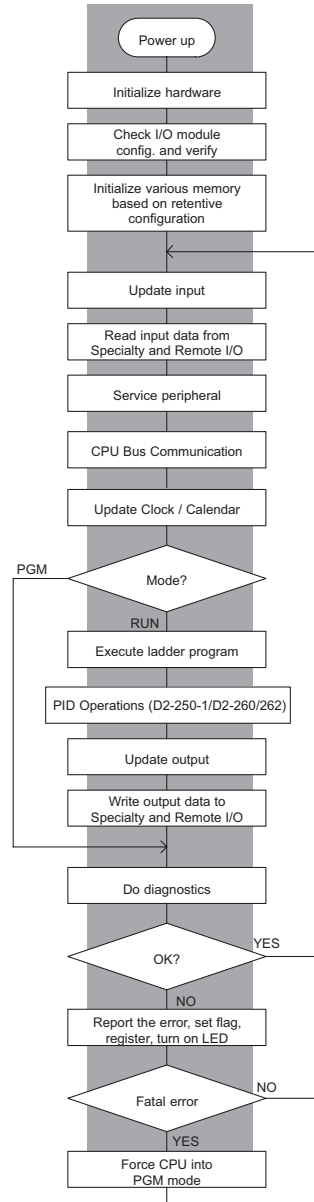 Power up
Initialize hardware
Check I/O module
config. and verify
Initialize various memory
based on retentive
configuration
Update input
Read input data from
Specialty and Remote I/O
Service peripheral
CPU Bus Communication
Update Clock / Calendar
PGM
Mode?
RUN
Execute ladder program
PID Operations (D2-250-1/D2-260/262)
Update output
Write output data to
Specialty and Remote I/O
Do diagnostics
OK?
YES
NO
Report the error, set flag,
register, turn on LED
Fatal error
NO
YES
Force CPU into
PGM mode